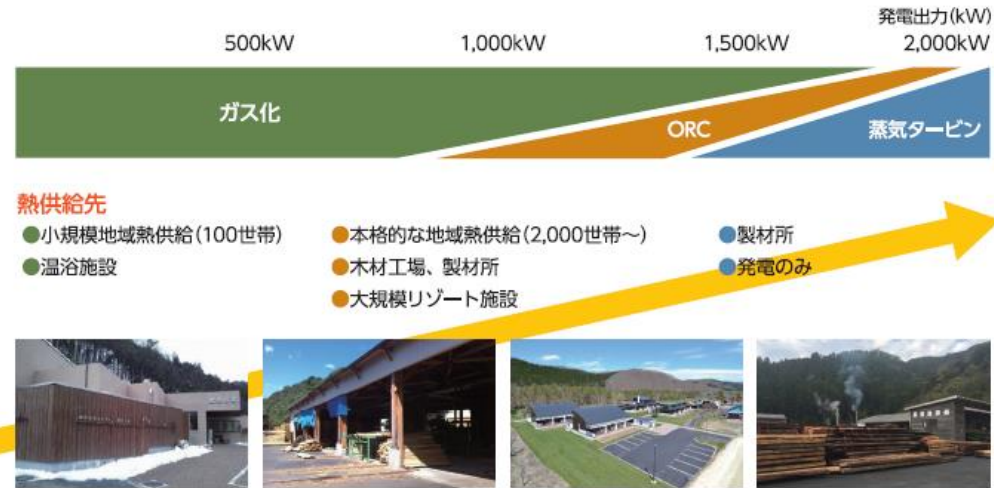 発電出力(kW)
500kW 1,000kW 1,500kW 2,000kW
ガス化
ORC
蒸気タービン
熱供給先
●小規模地域熱供給(100世帯) ●本格的な地域熱供給(2,000世帯～) ●製材所
●温浴施設 ●木材工場、製材所 ●発電のみ
●大規模リゾート施設